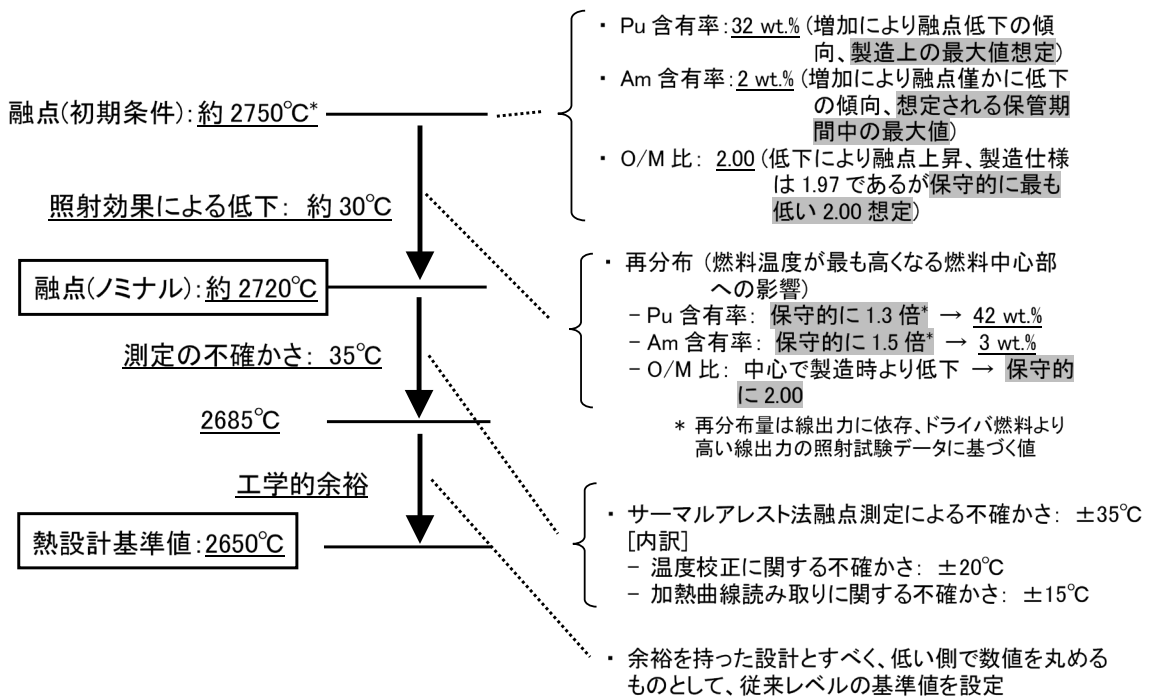 融点(初期条件): 約 2750℃*
照射効果による低下: 約 30℃
融点(ノミナル): 約 2720℃
測定の不確かさ: 35℃
2685℃
工学的余裕
熱設計基準値: 2650℃
・ Pu 含有率: 32 wt.% (増加により融点低下の傾
向、製造上の最大値想定)
・ Am 含有率: 2 wt.% (増加により融点僅かに低下
の傾向、想定される保管期
間中の最大値)
・ O/M 比: 2.00 (低下により融点上昇、製造仕様
は 1.97 であるが保守的に最も
低い 2.00 想定)
・ 再分布 (燃料温度が最も高くなる燃料中心部
への影響)
− Pu 含有率: 保守的に 1.3 倍* → 42 wt.%
− Am 含有率: 保守的に 1.5 倍* → 3 wt.%
− O/M 比: 中心で製造時より低下 → 保守的
に 2.00
* 再分布量は線出力に依存、ドライバ燃料より
高い線出力の照射試験データに基づく値
・ サーマルアレスト法融点測定による不確かさ: ±35℃
[内訳]
− 温度校正に関する不確かさ: ±20℃
− 加熱曲線読み取りに関する不確かさ: ±15℃
・ 余裕を持った設計とすべく、低い側で数値を丸める
ものとして、従来レベルの基準値を設定